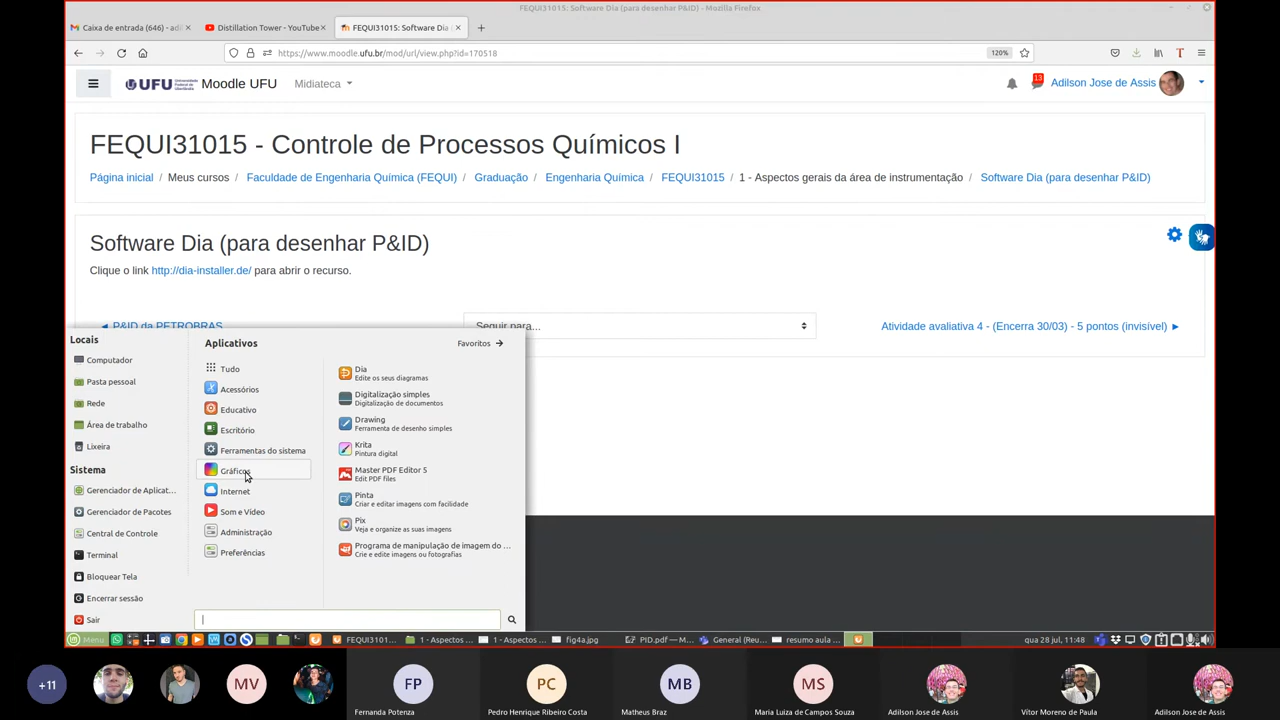 FEQUI31015: Software Dia (para desenhar P&ID) - Mozilla Firefox
Caixa de entrada (646) - adi
Distillation Tower - YouTube
FEQUI31015: Software Dia (
https://www.moodle.ufu.br/mod/url/view.php?id=170518
120%
UFU
Universidade Federal de Uberlândia
Moodle UFU
Midiateca
13
Adilson Jose de Assis
FEQUI31015 - Controle de Processos Químicos I
Página inicial / Meus cursos / Faculdade de Engenharia Química (FEQUI) / Graduação / Engenharia Química / FEQUI31015 / 1 - Aspectos gerais da área de instrumentação / Software Dia (para desenhar P&ID)
Software Dia (para desenhar P&ID)
Clique o link http://dia-installer.de/ para abrir o recurso.
◄ P&ID da PETROBRAS
Seguir para...
Atividade avaliativa 4 - (Encerra 30/03) - 5 pontos (invisível) ►
Locais
Computador
Pasta pessoal
Rede
Área de trabalho
Lixeira
Sistema
Gerenciador de Aplicat...
Gerenciador de Pacotes
Central de Controle
Terminal
Bloquear Tela
Encerrar sessão
Sair
Aplicativos
Favoritos
Tudo
Acessórios
Educativo
Escritório
Ferramentas do sistema
Gráficos
Internet
Som e Vídeo
Administração
Preferências
Dia
Edite os seus diagramas
Digitalização simples
Digitalização de documentos
Drawing
Ferramenta de desenho simples
Krita
Pintura digital
Master PDF Editor 5
Edit PDF files
Pinta
Criar e editar imagens com facilidade
Pix
Veja e organize as suas imagens
Programa de manipulação de imagem do ...
Crie e edite imagens ou fotografias
Menu
FEQUI3101...
1 - Aspectos ...
1 - Aspectos ...
fig4a.jpg
PID.pdf — M...
General (Reu...
resumo aula ...
qua 28 jul, 11:48
+11
MV
FP
Fernanda Potenza
PC
Pedro Henrique Ribeiro Costa
MB
Matheus Braz
MS
Maria Luiza de Campos Souza
Adilson Jose de Assis
Vítor Moreno de Paula
Adilson Jose de Assis